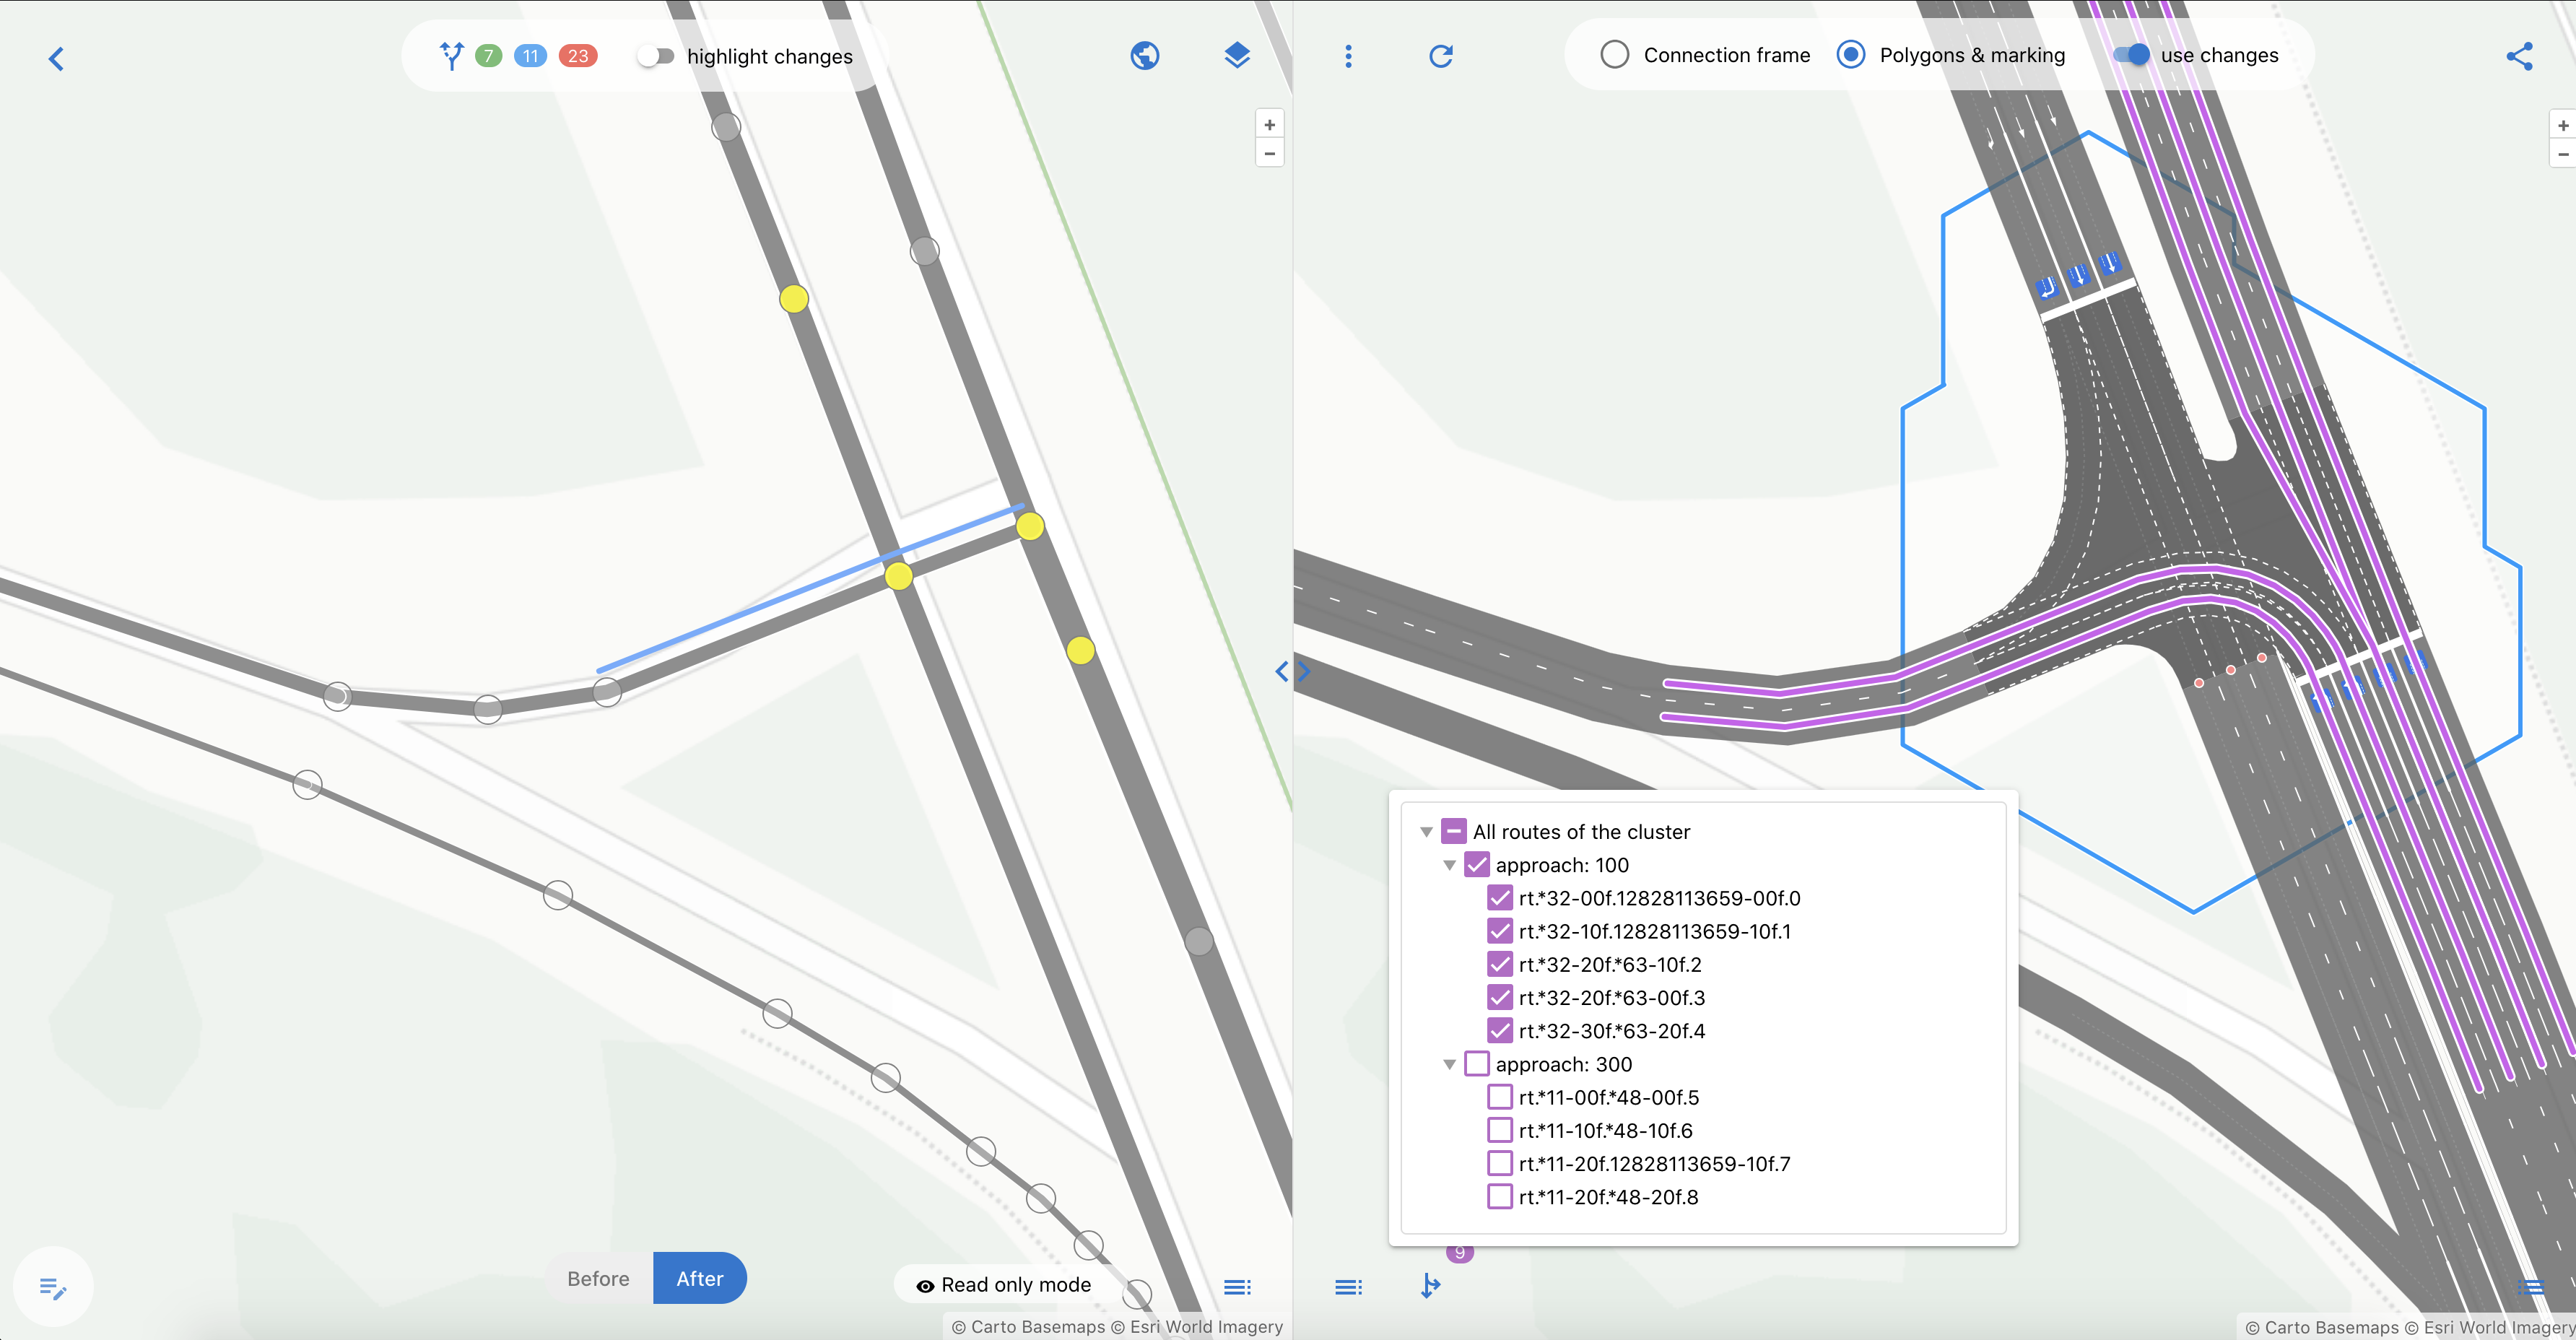 7 11 23 highlight changes
Connection frame Polygons & marking use changes
+
−
+
−
All routes of the cluster
approach: 100
rt.*32-00f.12828113659-00f.0
rt.*32-10f.12828113659-10f.1
rt.*32-20f.*63-10f.2
rt.*32-20f.*63-00f.3
rt.*32-30f.*63-20f.4
approach: 300
rt.*11-00f.*48-00f.5
rt.*11-10f.*48-10f.6
rt.*11-20f.12828113659-10f.7
rt.*11-20f.*48-20f.8
9
Before After
Read only mode
© Carto Basemaps © Esri World Imagery
© Carto Basemaps © Esri World Imagery